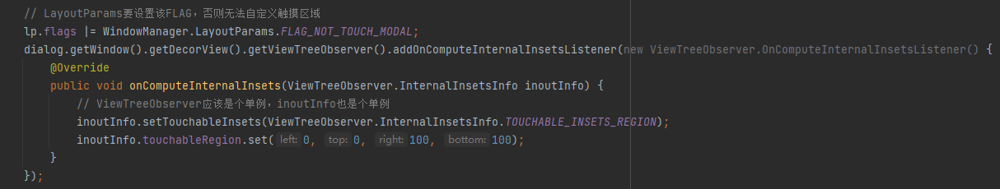 // LayoutParams要设置该FLAG，否则无法自定义触摸区域
lp.flags |= WindowManager.LayoutParams.FLAG_NOT_TOUCH_MODAL;
dialog.getWindow().getDecorView().getViewTreeObserver().addOnComputeInternalInsetsListener(new ViewTreeObserver.OnComputeInternalInsetsListener() {
@Override
public void onComputeInternalInsets(ViewTreeObserver.InternalInsetsInfo inoutInfo) {
// ViewTreeObserver应该是个单例，inoutInfo也是个单例
inoutInfo.setTouchableInsets(ViewTreeObserver.InternalInsetsInfo.TOUCHABLE_INSETS_REGION);
inoutInfo.touchableRegion.set( left: 0, top: 0, right: 100, bottom: 100);
}
});